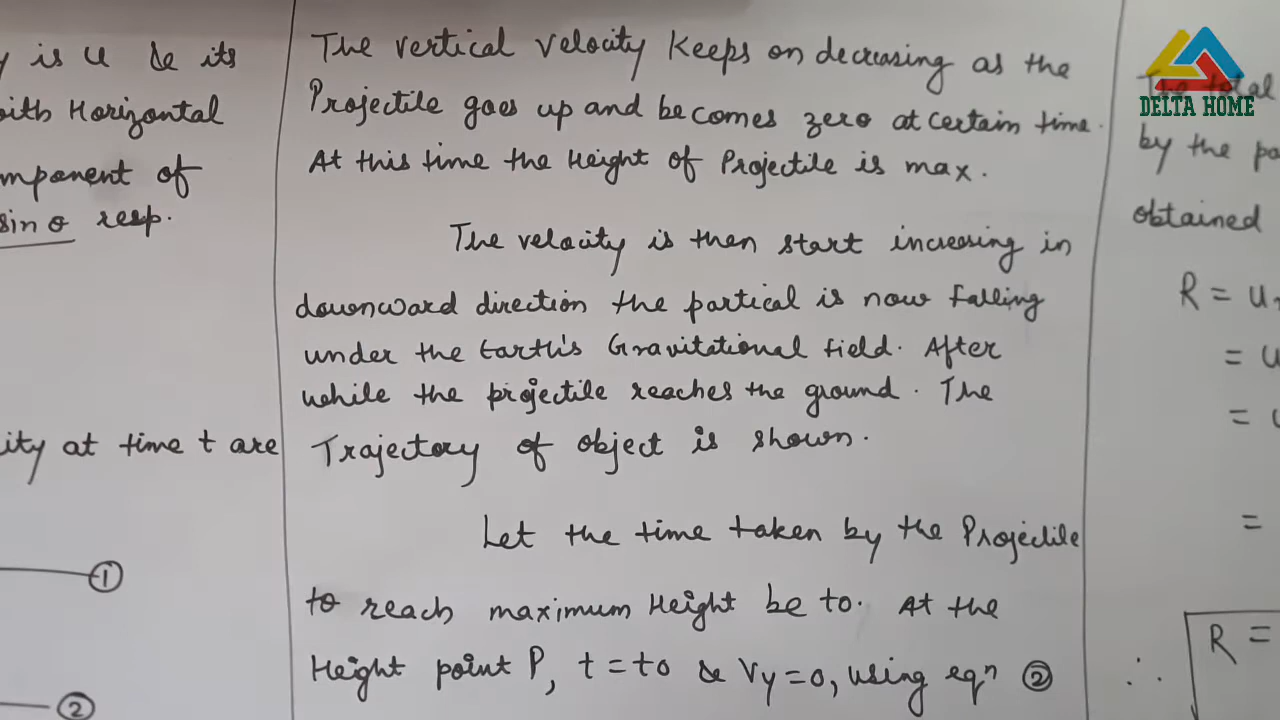 y is u & its
with Horizontal
mponent of
sin θ resp.
ity at time t are
①
②
The vertical velocity keeps on decreasing as the
Projectile goes up and becomes zero at certain time.
At this time the Height of Projectile is max.
The velocity is then start increasing in
downward direction the partical is now falling
under the Earth's Gravitational field. After
while the projectile reaches the ground. The
Trajectory of object is shown.
Let the time taken by the Projectile
to reach maximum Height be to. At the
Height point P, t = to & Vy = 0, using eqⁿ ②
DELTA HOME
The total
by the pa
obtained
R = u
= u
=
=
∴ R =